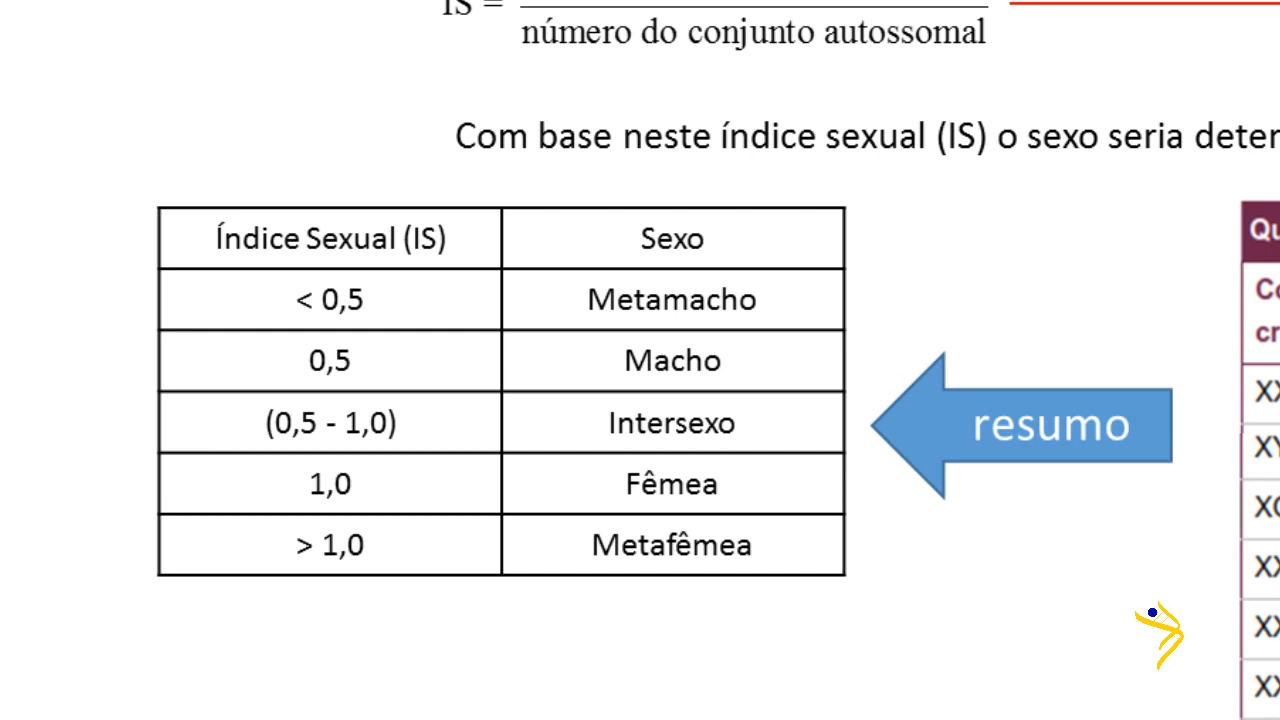 IS =
número do conjunto autossomal
Com base neste índice sexual (IS) o sexo seria
Índice Sexual (IS) Sexo
< 0,5 Metamacho
0,5 Macho
(0,5 - 1,0) Intersexo
1,0 Fêmea
> 1,0 Metafêmea
resumo
XY